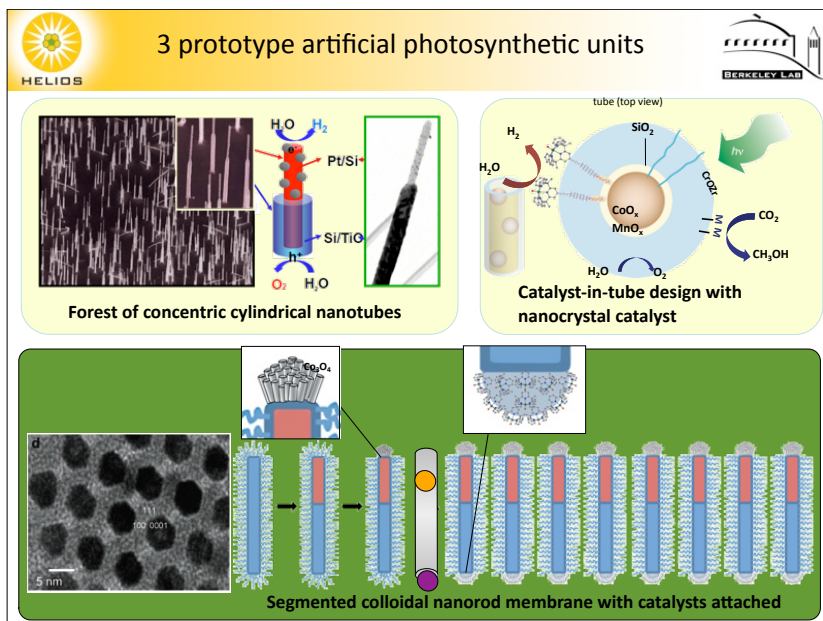 3 prototype artificial photosynthetic units
HELIOS
BERKELEY LAB
H₂O
H₂
e⁻
Pt/Si
Si/TiO
h⁺
O₂
H₂O
Forest of concentric cylindrical nanotubes
tube (top view)
SiO₂
hν
H₂
H₂O
CrOZr
CoOₓ
MnOₓ
M
M
CO₂
CH₃OH
H₂O
O₂
Catalyst-in-tube design with
nanocrystal catalyst
Co₃O₄
d
111
100 0001
5 nm
Segmented colloidal nanorod membrane with catalysts attached